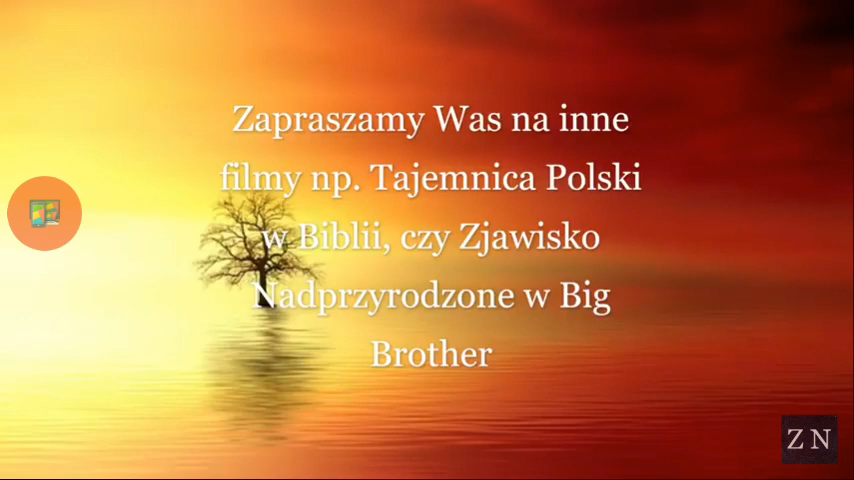 Zapraszamy Was na inne
filmy np. Tajemnica Polski
w Biblii, czy Zjawisko
Nadprzyrodzone w Big
Brother
Z N